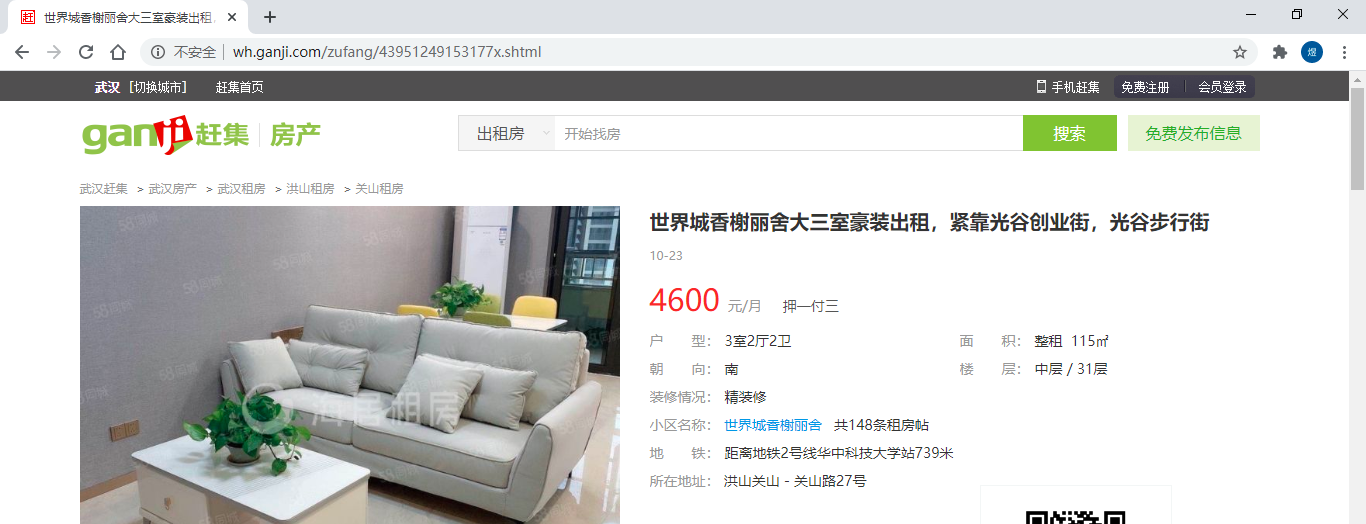 世界城香榭丽舍大三室豪装出租
不安全 wh.ganji.com/zufang/43951249153177x.shtml
煜
武汉 [切换城市] 赶集首页 手机赶集 免费注册 会员登录
ganji赶集 房产 出租房 开始找房 搜索 免费发布信息
武汉赶集 > 武汉房产 > 武汉租房 > 洪山租房 > 关山租房
世界城香榭丽舍大三室豪装出租，紧靠光谷创业街，光谷步行街
10-23
4600 元/月 押一付三
户 型： 3室2厅2卫 面 积： 整租 115㎡
朝 向： 南 楼 层： 中层 / 31层
装修情况： 精装修
小区名称： 世界城香榭丽舍 共148条租房帖
地 铁： 距离地铁2号线华中科技大学站739米
所在地址： 洪山关山 - 关山路27号
海居租房